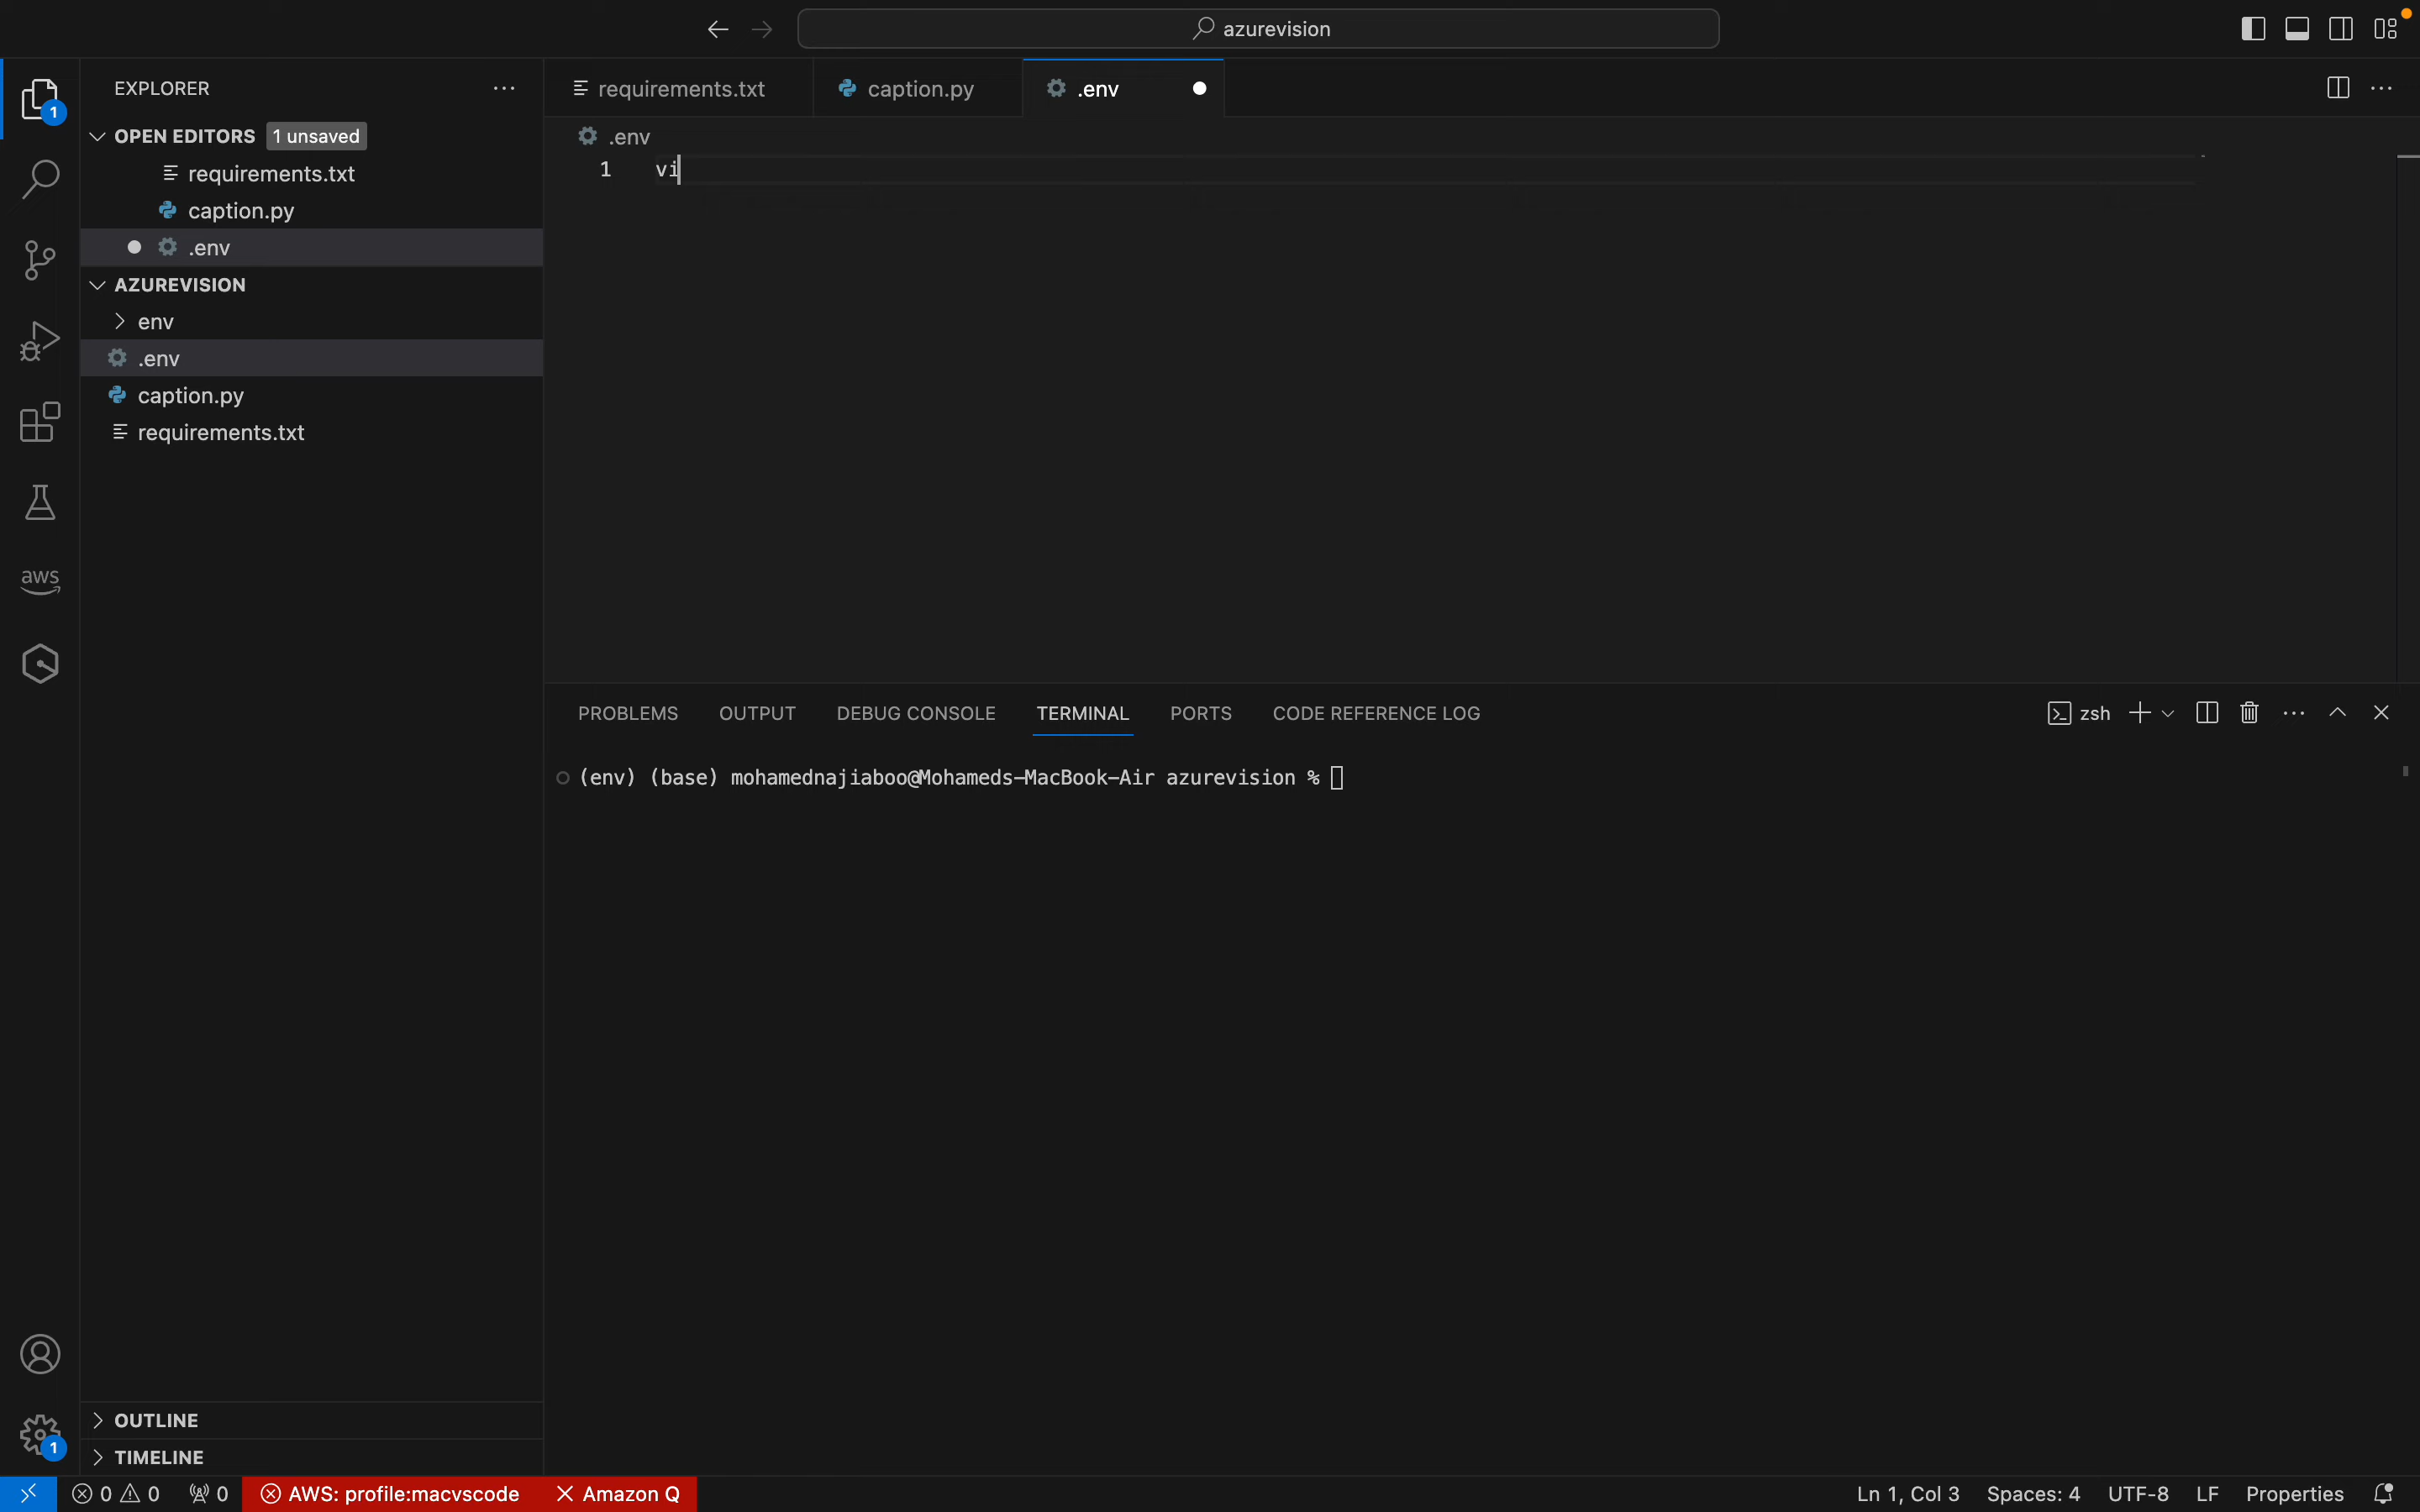 azurevision
EXPLORER
OPEN EDITORS 1 unsaved
requirements.txt
caption.py
.env
AZUREVISION
env
.env
caption.py
requirements.txt
OUTLINE
TIMELINE
1
aws
1
requirements.txt caption.py .env
.env
1 vi
PROBLEMS OUTPUT DEBUG CONSOLE TERMINAL PORTS CODE REFERENCE LOG zsh
(env) (base) mohamednajiaboo@Mohameds-MacBook-Air azurevision %
0 0 0 AWS: profile:macvscode Amazon Q Ln 1, Col 3 Spaces: 4 UTF-8 LF Properties